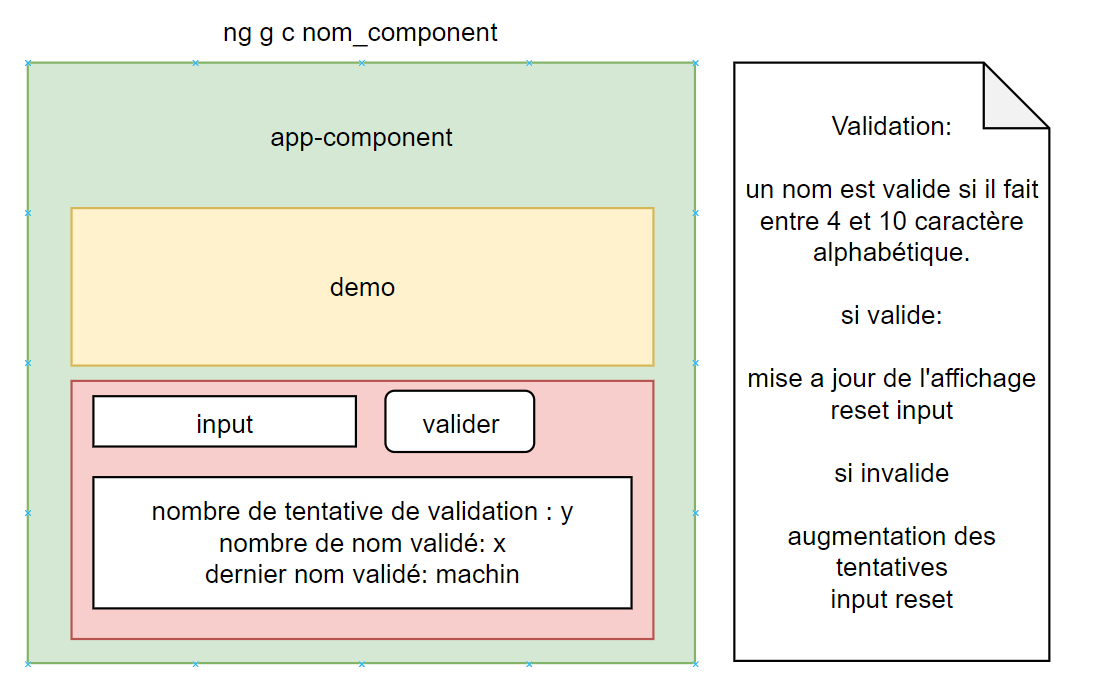 ng g c nom_component
app-component
demo
input
valider
nombre de tentative de validation : y
nombre de nom validé: x
dernier nom validé: machin
Validation:
un nom est valide si il fait
entre 4 et 10 caractère
alphabétique.
si valide:
mise a jour de l'affichage
reset input
si invalide
augmentation des
tentatives
input reset